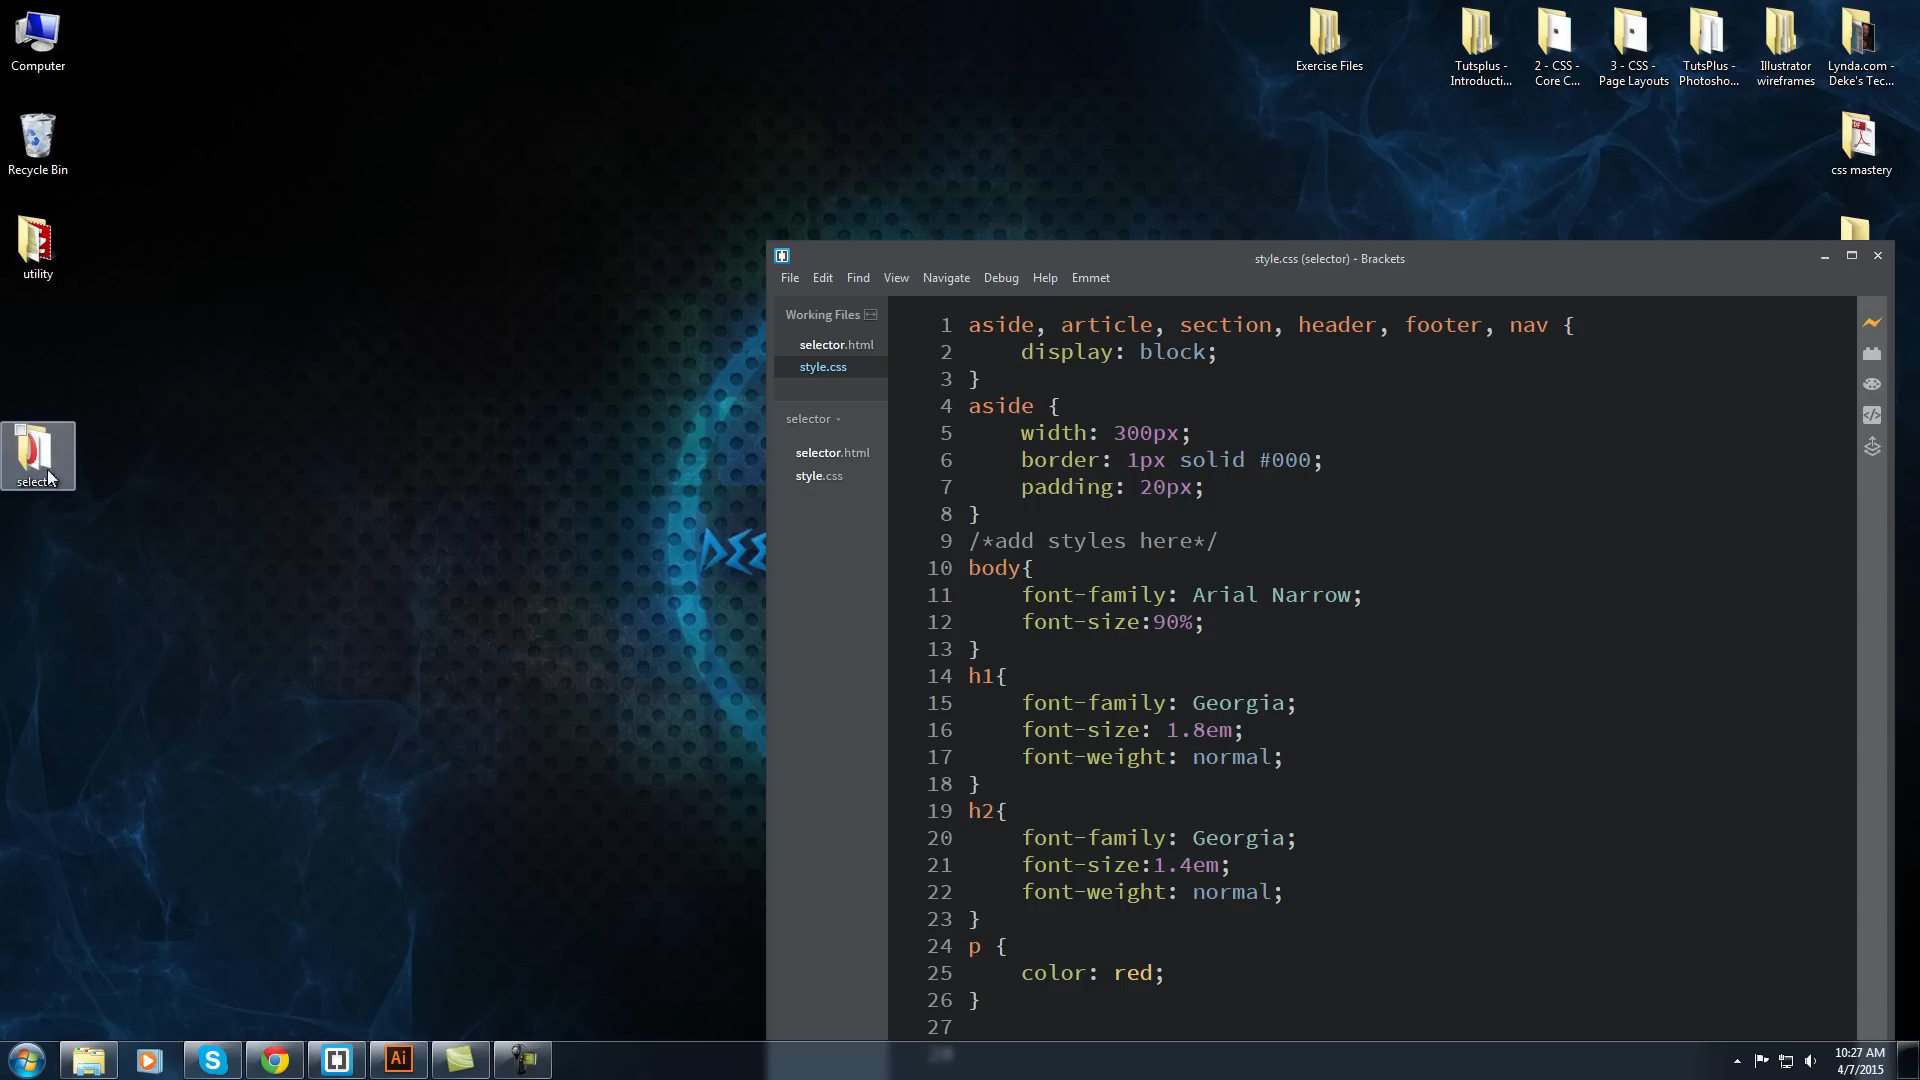 Computer
Recycle Bin
utility
selector
Exercise Files
Tutsplus -
Introducti...
2 - CSS -
Core C...
3 - CSS -
Page Layouts
TutsPlus -
Photosho...
Illustrator
wireframes
Lynda.com -
Deke's Tec...
css mastery
style.css (selector) - Brackets
File Edit Find View Navigate Debug Help Emmet
Working Files
selector.html
style.css
selector
selector.html
style.css
1 aside, article, section, header, footer, nav {
2 display: block;
3 }
4 aside {
5 width: 300px;
6 border: 1px solid #000;
7 padding: 20px;
8 }
9 /*add styles here*/
10 body{
11 font-family: Arial Narrow;
12 font-size:90%;
13 }
14 h1{
15 font-family: Georgia;
16 font-size: 1.8em;
17 font-weight: normal;
18 }
19 h2{
20 font-family: Georgia;
21 font-size:1.4em;
22 font-weight: normal;
23 }
24 p {
25 color: red;
26 }
27
28
Ai
10:27 AM
4/7/2015